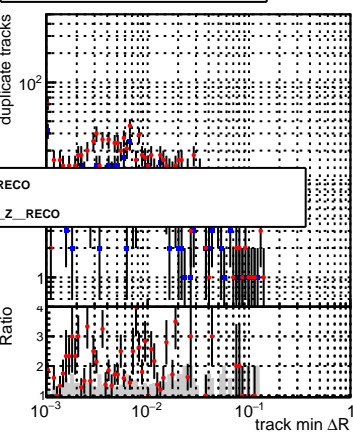 duplicate tracks
10²
RECO
_Z__RECO
1
Ratio
4
3
2
1
10⁻³ 10⁻² 10⁻¹ 1
track min ΔR